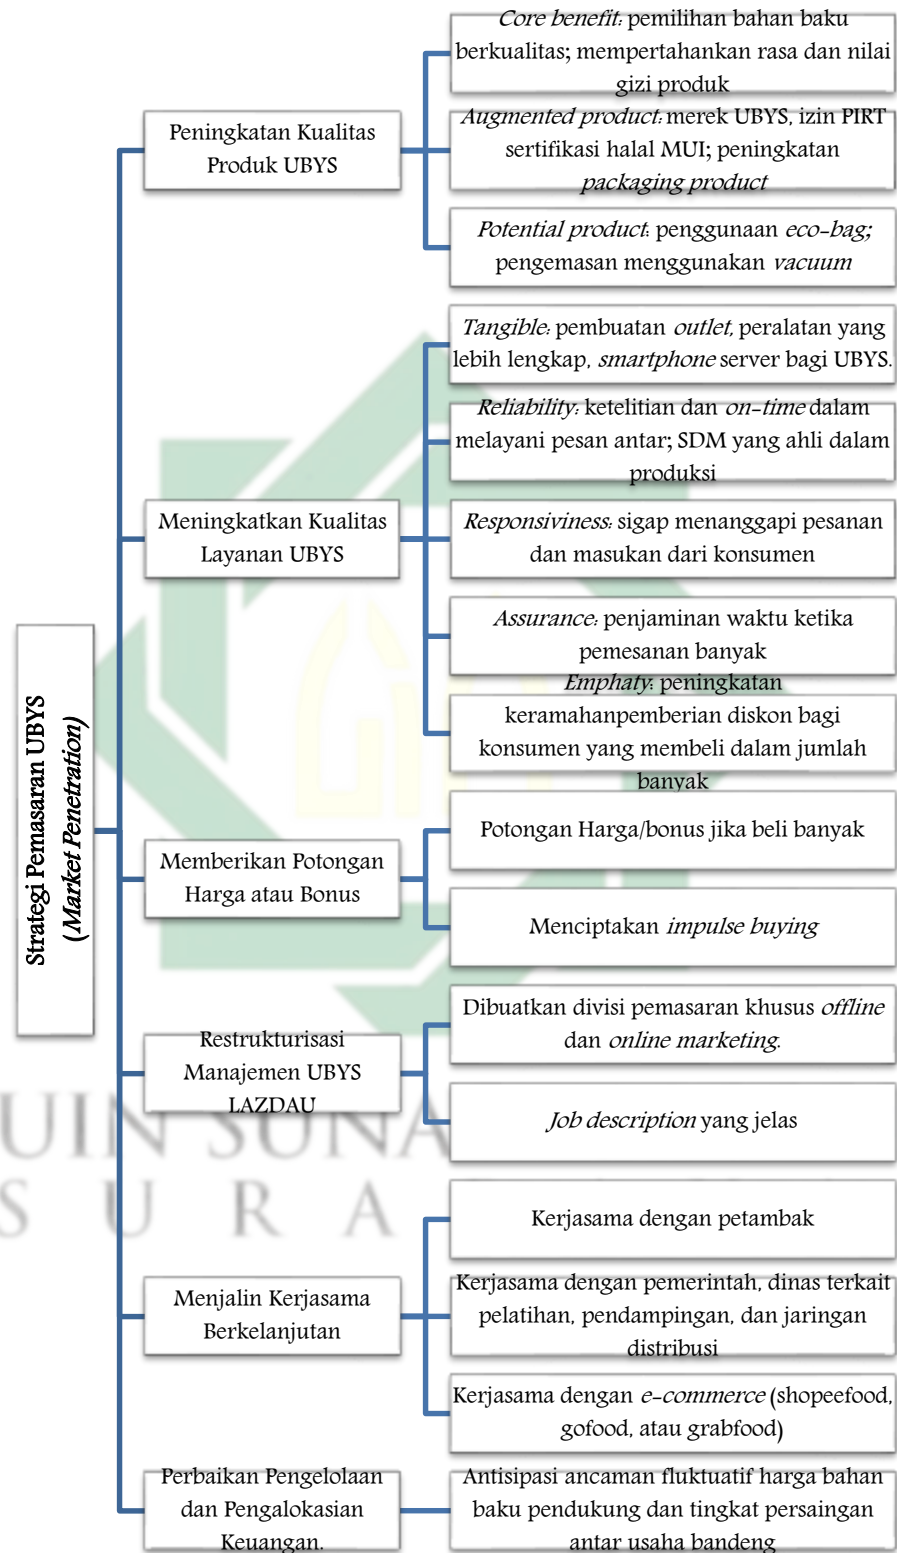 Strategi Pemasaran UBYS
(Market Penetration)
Peningkatan Kualitas
Produk UBYS
Core benefit: pemilihan bahan baku
berkualitas; mempertahankan rasa dan nilai
gizi produk
Augmented product: merek UBYS, izin PIRT
sertifikasi halal MUI; peningkatan
packaging product
Potential product: penggunaan eco-bag;
pengemasan menggunakan vacuum
Meningkatkan Kualitas
Layanan UBYS
Tangible: pembuatan outlet, peralatan yang
lebih lengkap, smartphone server bagi UBYS.
Reliability: ketelitian dan on-time dalam
melayani pesan antar; SDM yang ahli dalam
produksi
Responsiviness: sigap menanggapi pesanan
dan masukan dari konsumen
Assurance: penjaminan waktu ketika
pemesanan banyak
Emphaty: peningkatan
keramahanpemberian diskon bagi
konsumen yang membeli dalam jumlah
banyak
Memberikan Potongan
Harga atau Bonus
Potongan Harga/bonus jika beli banyak
Menciptakan impulse buying
Restrukturisasi
Manajemen UBYS
LAZDAU
Dibuatkan divisi pemasaran khusus offline
dan online marketing.
Job description yang jelas
Menjalin Kerjasama
Berkelanjutan
Kerjasama dengan petambak
Kerjasama dengan pemerintah, dinas terkait
pelatihan, pendampingan, dan jaringan
distribusi
Kerjasama dengan e-commerce (shopeefood,
gofood, atau grabfood)
Perbaikan Pengelolaan
dan Pengalokasian
Keuangan.
Antisipasi ancaman fluktuatif harga bahan
baku pendukung dan tingkat persaingan
antar usaha bandeng
UIN SUNA
S U R A